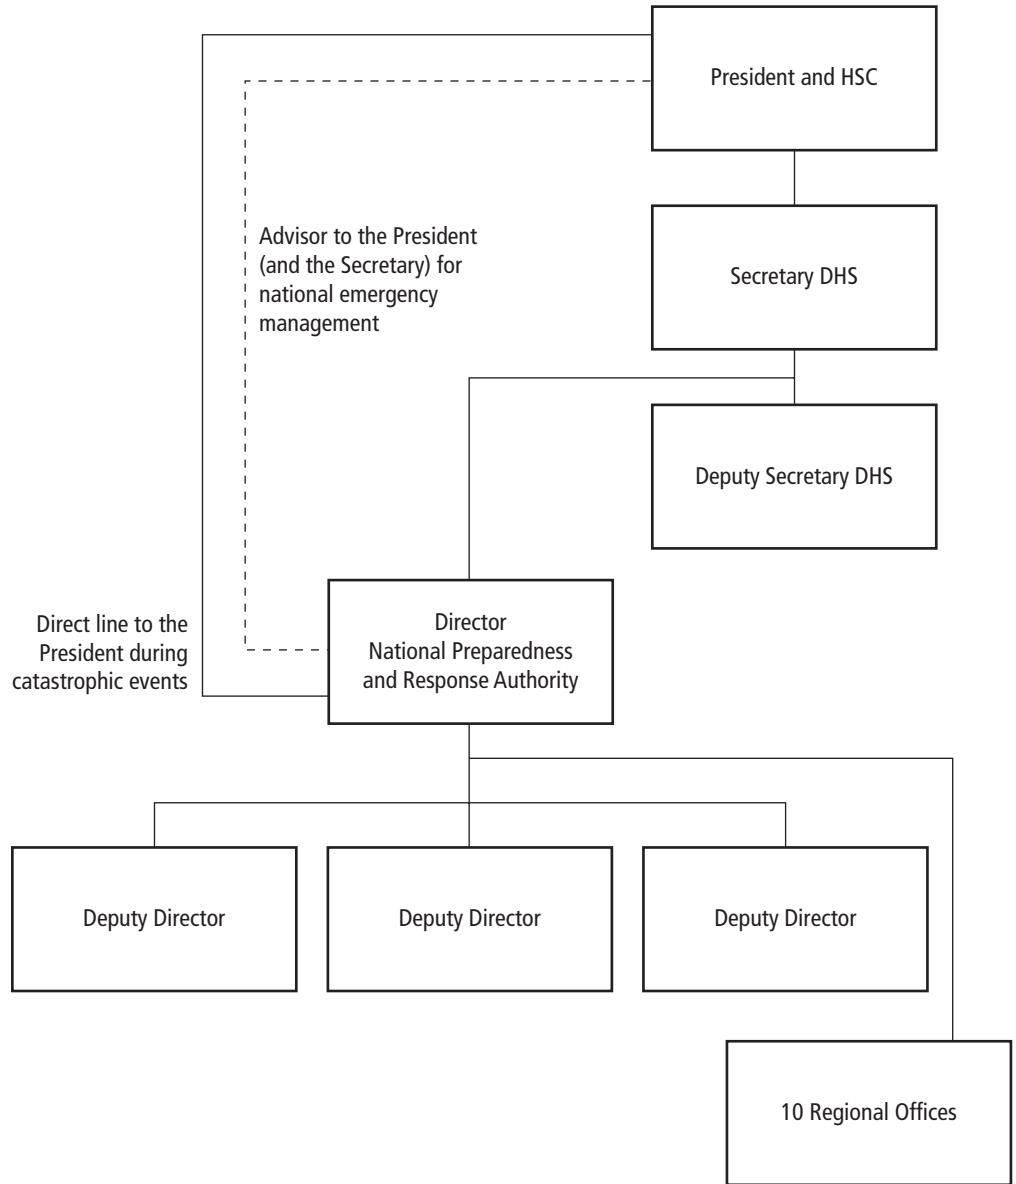 President and HSC
Advisor to the President
(and the Secretary) for
national emergency
management
Secretary DHS
Deputy Secretary DHS
Direct line to the
President during
catastrophic events
Director
National Preparedness
and Response Authority
Deputy Director
Deputy Director
Deputy Director
10 Regional Offices